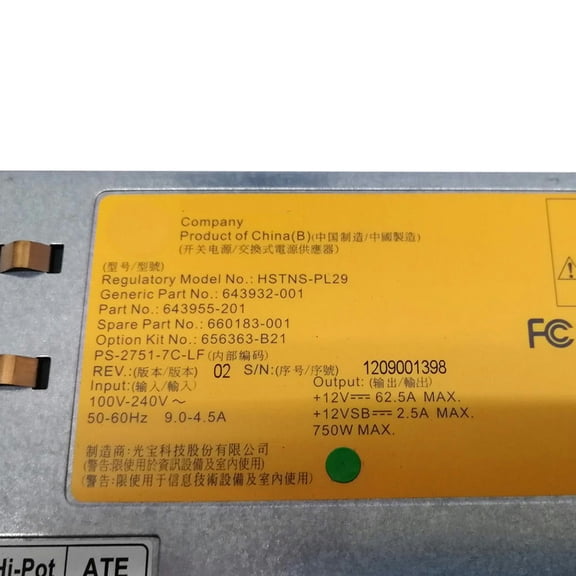 Company
Product of China(B)(中国制造/中國製造)
(开关电源/交換式電源供應器)
(型号/型號)
Regulatory Model No.: HSTNS-PL29
Generic Part No.: 643932-001
Part No.: 643955-201
Spare Part No.: 660183-001
Option Kit No.: 656363-B21
PS-2751-7C-LF(内部編码)
REV.:(版本/版本) 02 S/N:(序号/序號) 1209001398
Input:(输入/輸入) Output: (输出/輸出)
100V-240V～ +12V⎓ 62.5A MAX.
50-60Hz 9.0-4.5A +12VSB⎓ 2.5A MAX.
750W MAX.
制造商:光宝科技股份有限公司
(警告:限使用於資訊設備及室內使用)
(警告:限使用于信息技術设備及室内使用)
FC
Hi-Pot ATE